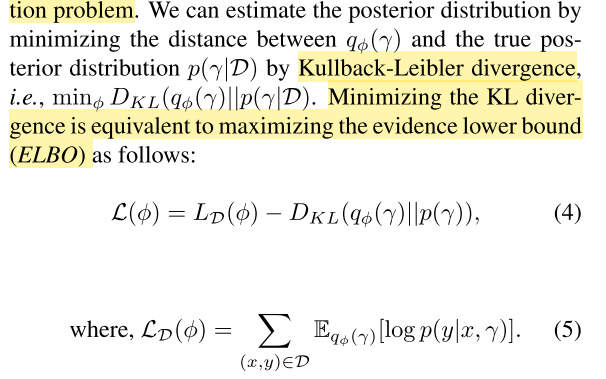 tion problem. We can estimate the posterior distribution by
minimizing the distance between qϕ(γ) and the true pos-
terior distribution p(γ|𝒟) by Kullback-Leibler divergence,
i.e., minϕ DKL(qϕ(γ)||p(γ|𝒟). Minimizing the KL diver-
gence is equivalent to maximizing the evidence lower bound
(ELBO) as follows:
ℒ(ϕ) = L𝒟(ϕ) − DKL(qϕ(γ)||p(γ)), (4)
where, ℒ𝒟(ϕ) = ∑(x,y)∈𝒟 𝔼qϕ(γ)[log p(y|x, γ)]. (5)